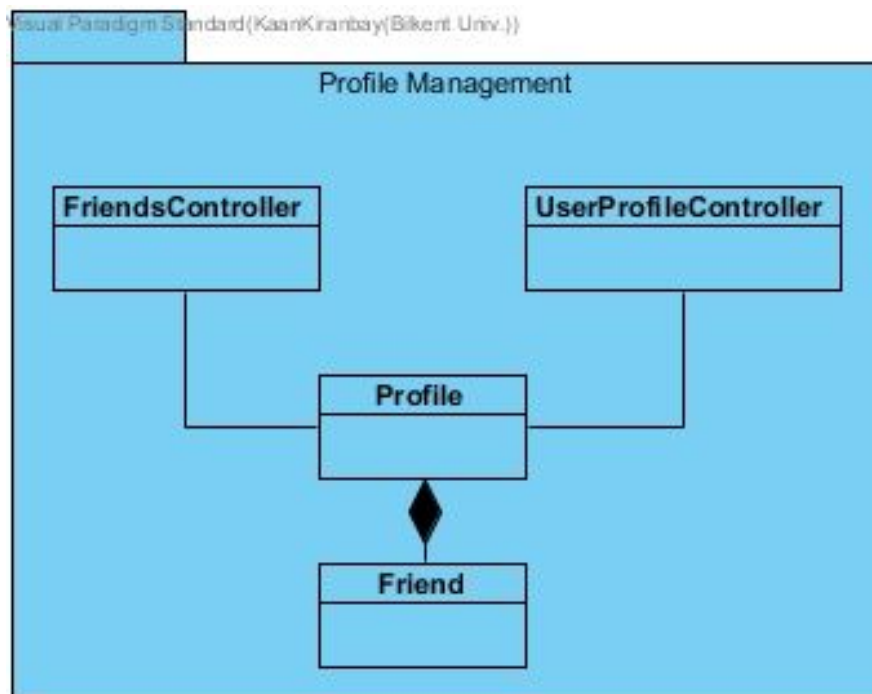 Visual Paradigm Standard(KaanKiranbay(Bilkent Univ.))
Profile Management
FriendsController
UserProfileController
Profile
Friend